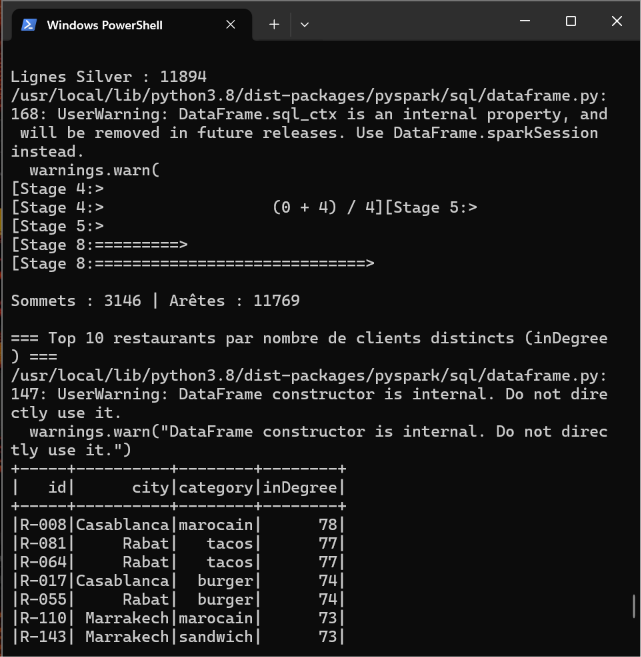 Windows PowerShell
Lignes Silver : 11894
/usr/local/lib/python3.8/dist-packages/pyspark/sql/dataframe.py:
168: UserWarning: DataFrame.sql_ctx is an internal property, and
 will be removed in future releases. Use DataFrame.sparkSession
instead.
  warnings.warn(
[Stage 4:>
[Stage 4:>                 (0 + 4) / 4][Stage 5:>
[Stage 5:>
[Stage 8:=========>
[Stage 8:=============================>
Sommets : 3146 | Arêtes : 11769
=== Top 10 restaurants par nombre de clients distincts (inDegree
) ===
/usr/local/lib/python3.8/dist-packages/pyspark/sql/dataframe.py:
147: UserWarning: DataFrame constructor is internal. Do not dire
ctly use it.
  warnings.warn("DataFrame constructor is internal. Do not direc
tly use it.")
+-----+----------+--------+--------+
|   id|      city|category|inDegree|
+-----+----------+--------+--------+
|R-008|Casablanca|marocain|      78|
|R-081|     Rabat|   tacos|      77|
|R-064|     Rabat|   tacos|      77|
|R-017|Casablanca|  burger|      74|
|R-055|     Rabat|  burger|      74|
|R-110| Marrakech|marocain|      73|
|R-143| Marrakech|sandwich|      73|